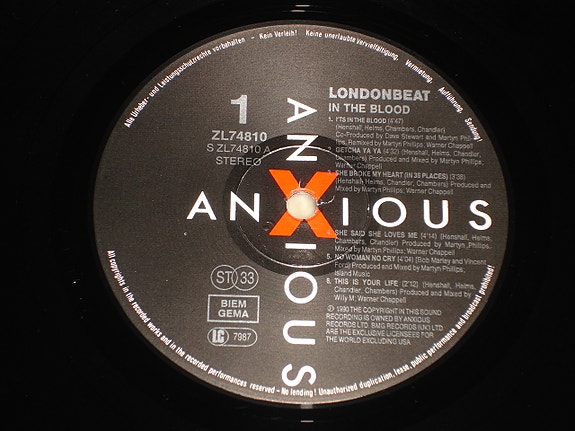 Alle Urheber- und Leistungsschutzrechte vorbehalten – Kein Verleih! Keine unerlaubte Vervielfältigung, Vermietung, Aufführung, Sendung!
1
ZL74810
S ZL74810 A
STEREO
LONDONBEAT
IN THE BLOOD
1. IT'S IN THE BLOOD (4'47)
(Henshall, Helms, Chambers, Chandler)
Co-Produced by Dave Stewart and Martyn Phillips; Remix by Martyn Phillips; Warner Chappell
2. GETCHA YA YA (4'32) (Henshall, Helms, Chandler, Chambers) Produced and Mixed by Martyn Phillips;
Warner Chappell
3. SHE BROKE MY HEART (IN 36 PLACES) (3'38)
(Henshall, Helms, Chandler, Chambers) Produced and
Mixed by Martyn Phillips; Warner Chappell
ANXIOUS
ANXIOUS
4. SHE SAID SHE LOVES ME (4'14) (Henshall, Helms,
Chambers, Chandler) Produced and Mixed by Martyn Phillips; Warner Chappell
5. NO WOMAN NO CRY (4'04) (Bob Marley and Vincent
Ford) Produced and Mixed by Martyn Phillips,
Island Music
6. THIS IS YOUR LIFE (2'12) (Henshall, Helms,
Chandler, Chambers) Produced and Mixed by
Willy M; Warner Chappell
ST 33
BIEM
GEMA
LC 7987
℗ 1990 THE COPYRIGHT IN THIS SOUND
RECORDING IS OWNED BY ANXIOUS
RECORDS LTD. BMG RECORDS (UK) LTD
ARE THE EXCLUSIVE LICENSEES FOR
THE WORLD EXCLUDING USA
All copyrights in the recorder works and in the recorded performances reserved – No lending! Unauthorized duplication, lease, public performance and broadcast prohibited!